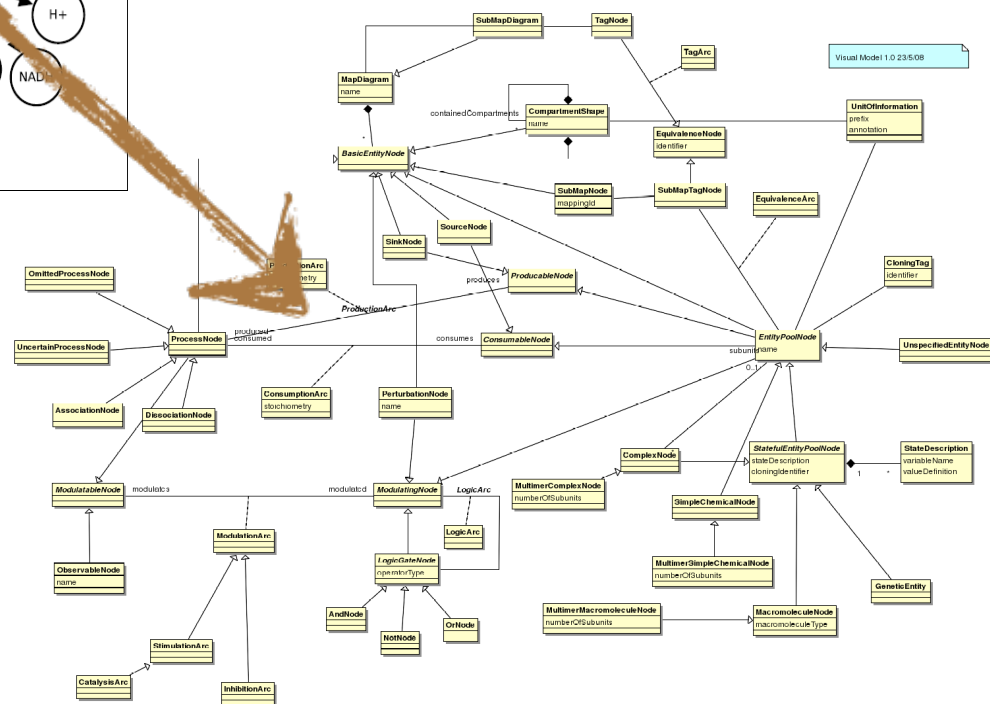 H+
NAD
SubMapDiagram
TagNode
TagArc
Visual Model 1.0 23/5/08
MapDiagram
name
containedCompartments
CompartmentShape
name
UnitOfInformation
prefix
annotation
*
*
EquivalenceNode
identifier
BasicEntityNode
SubMapNode
mappingId
SubMapTagNode
EquivalenceArc
SourceNode
SinkNode
CloningTag
identifier
OmittedProcessNode
onArc
metry
produces
ProducableNode
ProductionArc
produced
consumed
ProcessNode
consumes
ConsumableNode
EntityPoolNode
name
subunit
0..1
UncertainProcessNode
UnspecifiedEntityNode
AssociationNode
DissociationNode
ConsumptionArc
stoichiometry
PerturbationNode
name
ComplexNode
StatefulEntityPoolNode
stateDescription
cloningIdentifier
1
*
StateDescription
variableName
valueDefinition
ModulatableNode
modulates
modulated
ModulatingNode
LogicArc
MultimerComplexNode
numberOfSubunits
SimpleChemicalNode
ModulationArc
LogicArc
ObservableNode
name
LogicGateNode
operatorType
MultimerSimpleChemicalNode
numberOfSubunits
GeneticEntity
AndNode
NotNode
OrNode
MultimerMacromoleculeNode
numberOfSubunits
MacromoleculeNode
macromoleculeType
StimulationArc
CatalysisArc
InhibitionArc